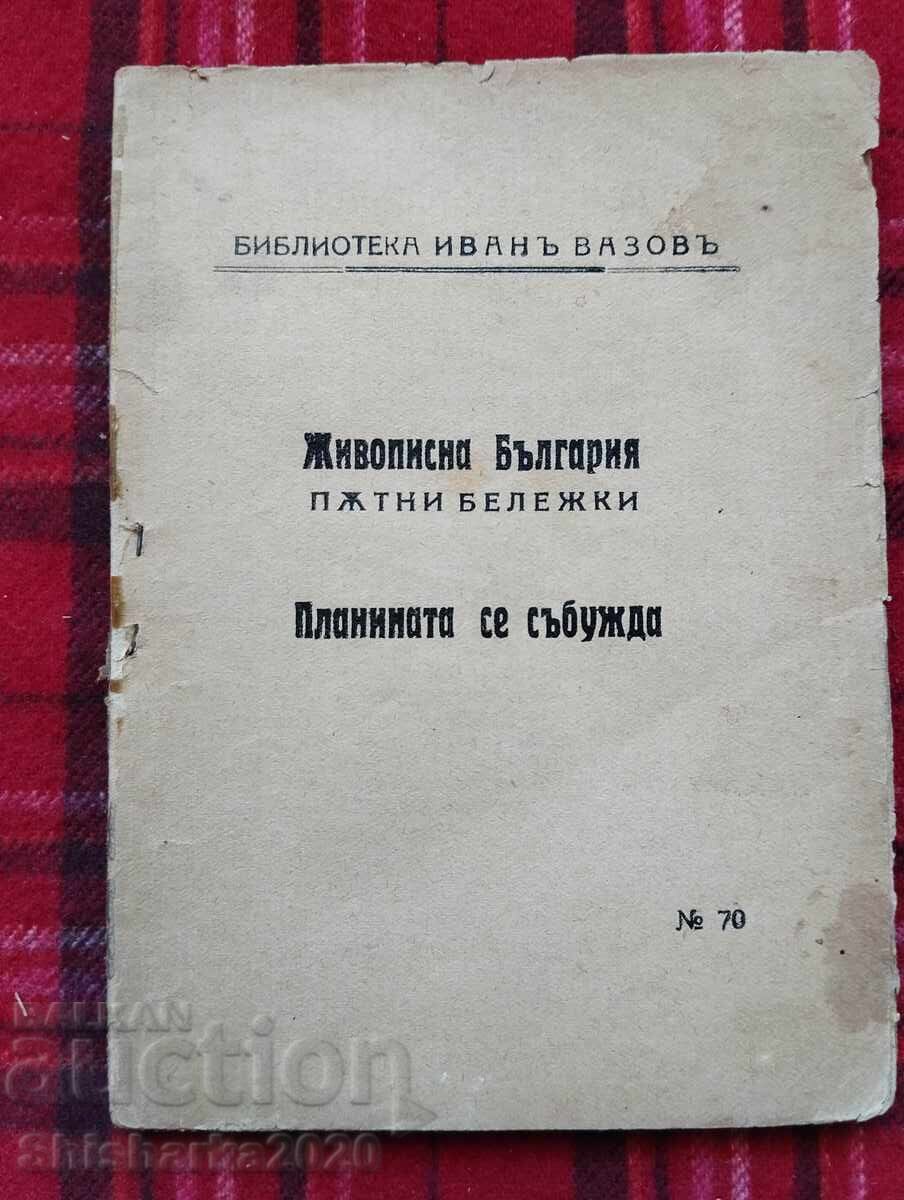 БИБЛИОТЕКА ИВАНЪ ВАЗОВЪ
Живописна България
ПѪТНИ БЕЛЕЖКИ
Планината се събужда
№ 70
BALKAN
auction
Shisharka2020